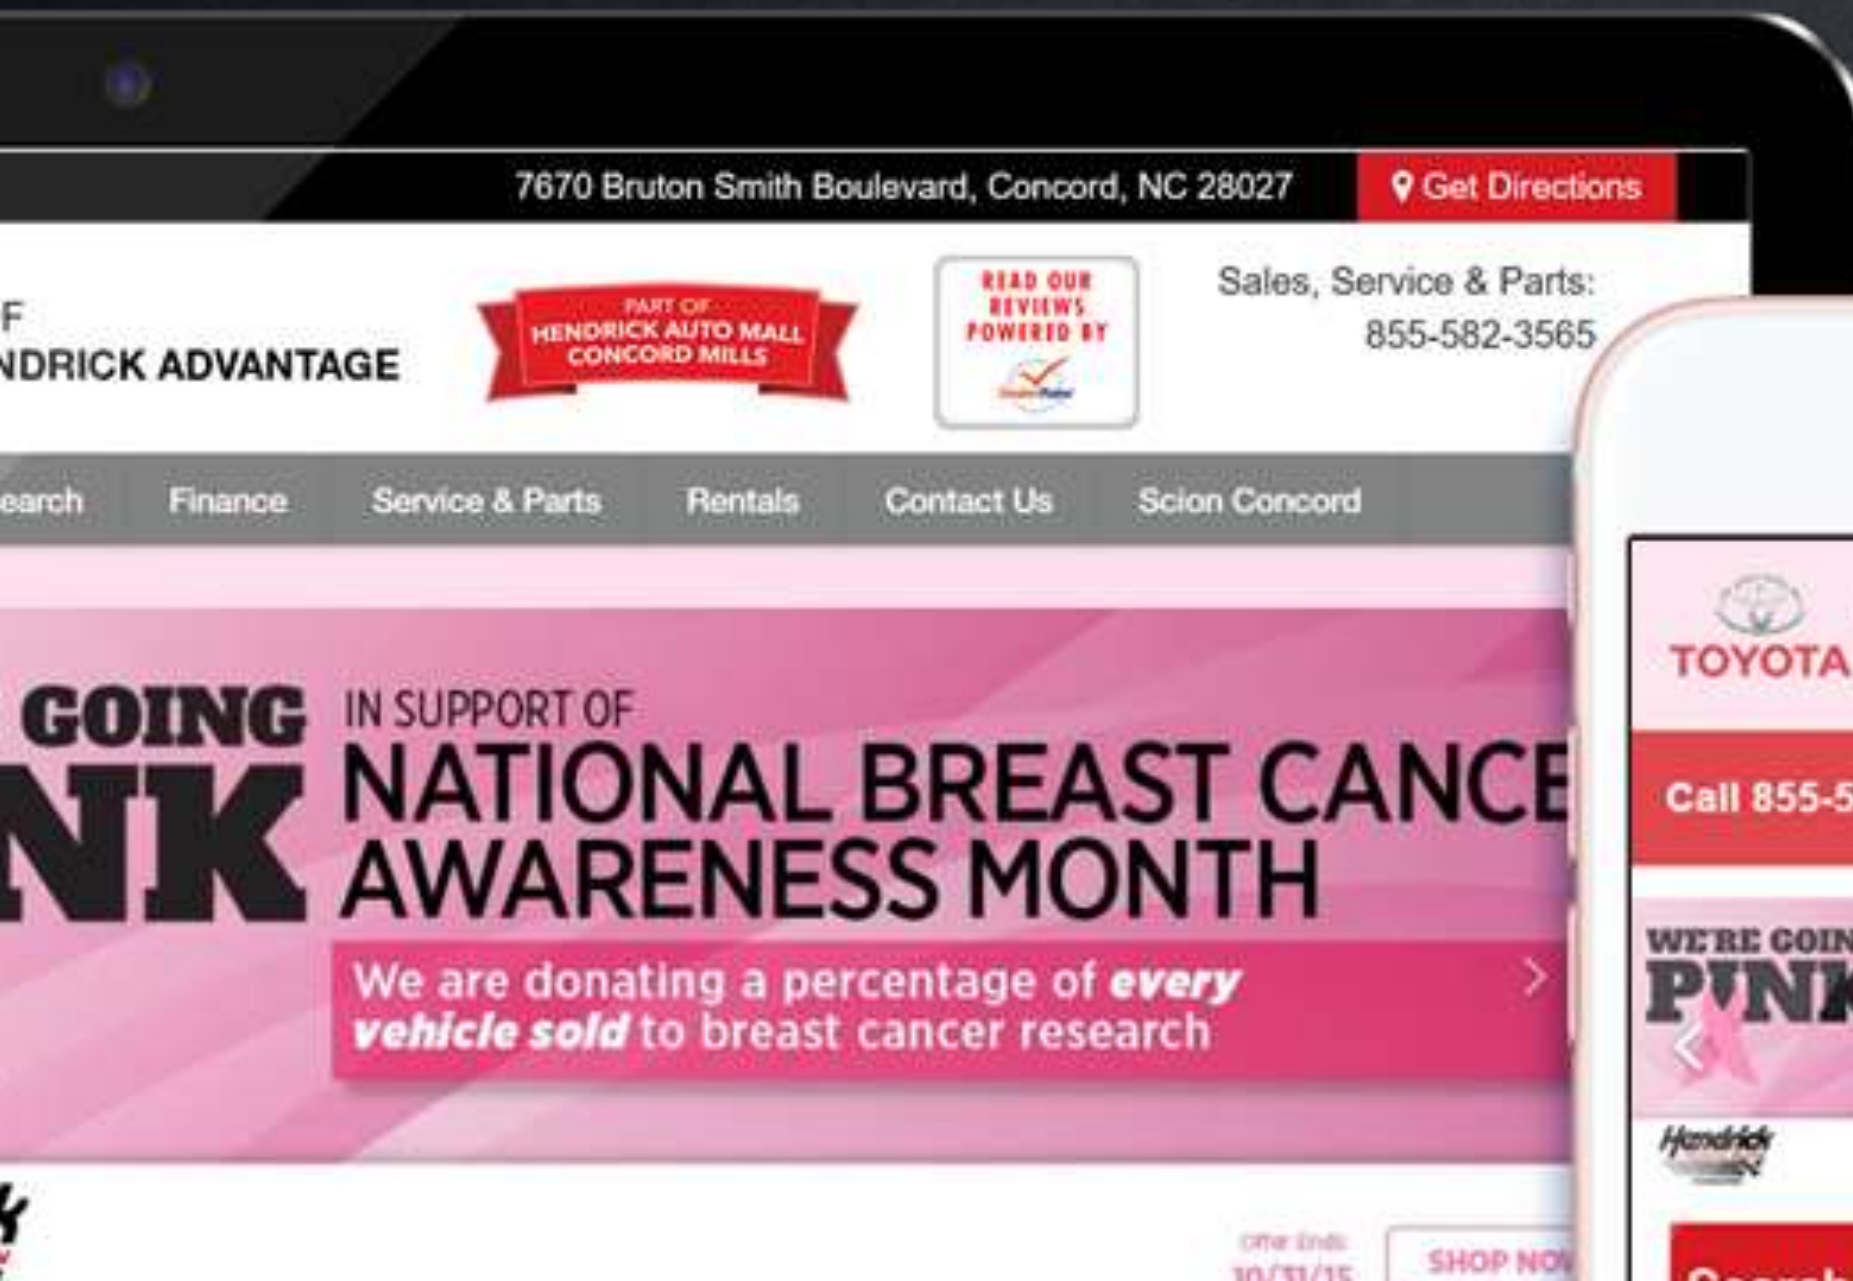 7670 Bruton Smith Boulevard, Concord, NC 28027
Get Directions
F
NDRICK ADVANTAGE
PART OF
HENDRICK AUTO MALL
CONCORD MILLS
READ OUR
REVIEWS
POWERED BY
Sales, Service & Parts:
855-582-3565
earch Finance Service & Parts Rentals Contact Us Scion Concord
GOING
NK
IN SUPPORT OF
NATIONAL BREAST CANCE
AWARENESS MONTH
We are donating a percentage of every
vehicle sold to breast cancer research
Offer Ends
10/31/15
SHOP NOW
TOYOTA
Call 855-5
WE'RE GOIN
PINK
Hendrick